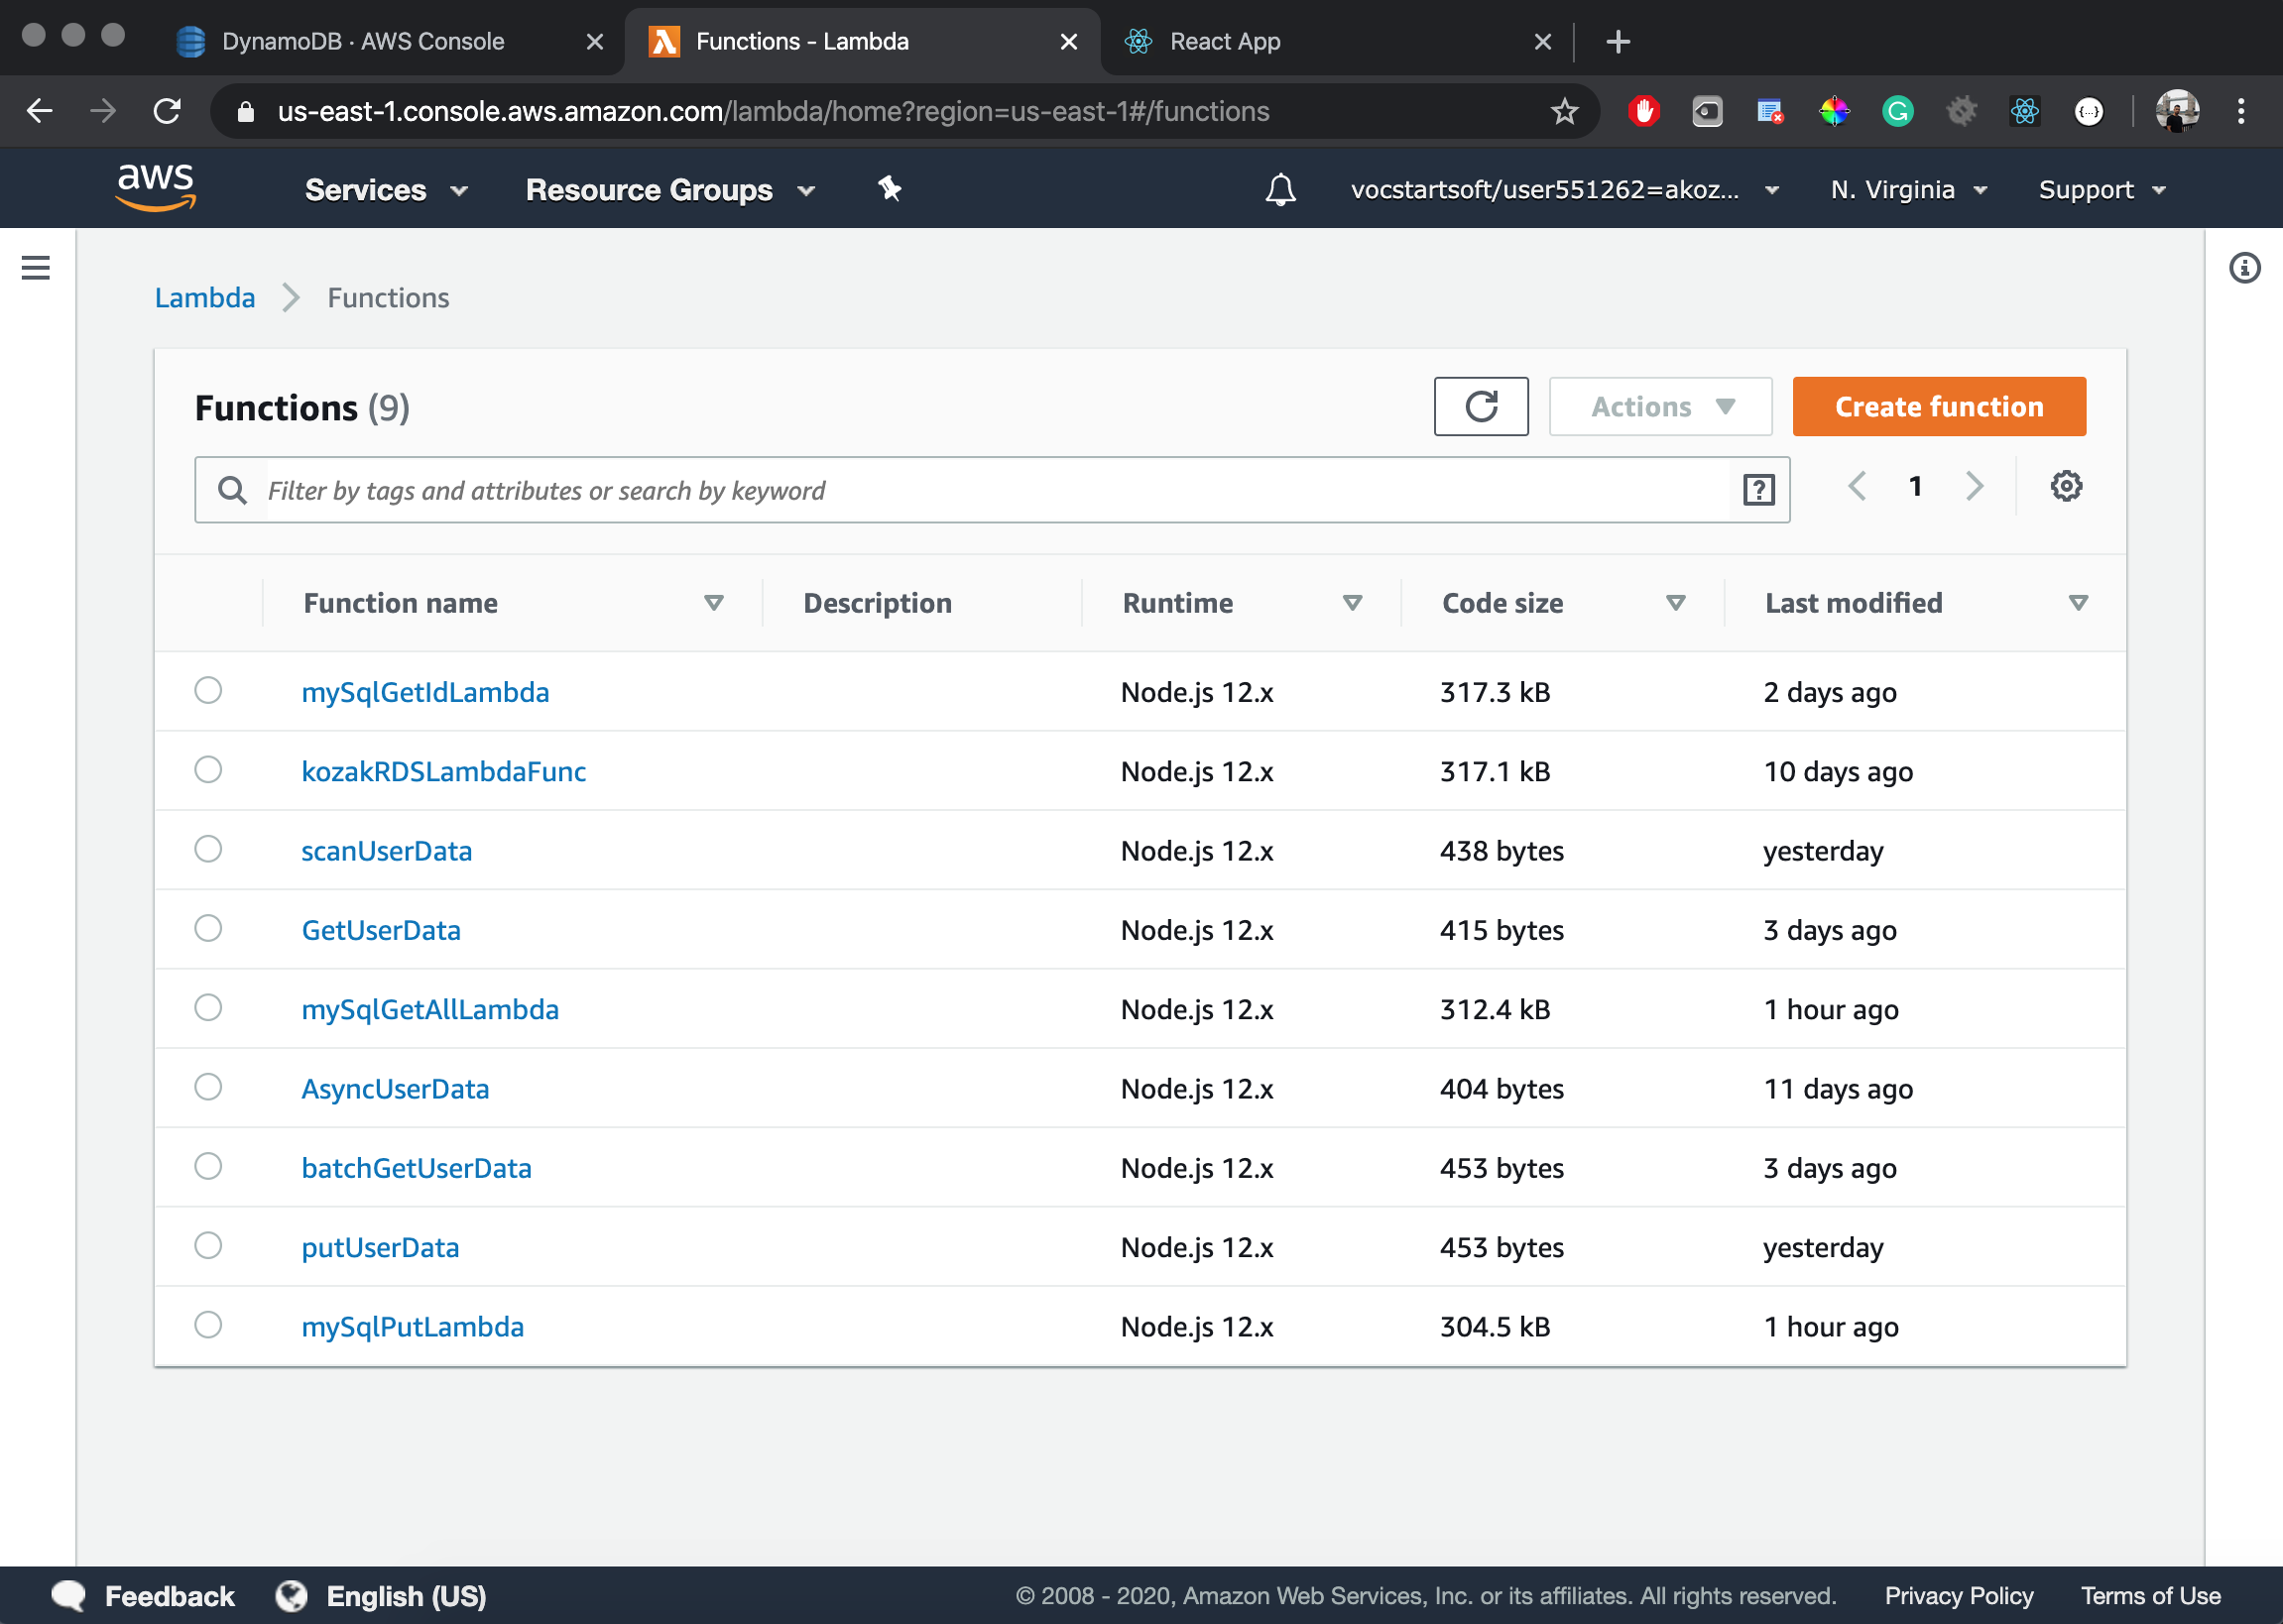 DynamoDB · AWS Console
Functions - Lambda
React App
us-east-1.console.aws.amazon.com/lambda/home?region=us-east-1#/functions
aws
Services
Resource Groups
vocstartsoft/user551262=akoz...
N. Virginia
Support
Lambda
Functions
Functions (9)
Actions
Create function
Filter by tags and attributes or search by keyword
1
Function name Description Runtime Code size Last modified
mySqlGetIdLambda Node.js 12.x 317.3 kB 2 days ago
kozakRDSLambdaFunc Node.js 12.x 317.1 kB 10 days ago
scanUserData Node.js 12.x 438 bytes yesterday
GetUserData Node.js 12.x 415 bytes 3 days ago
mySqlGetAllLambda Node.js 12.x 312.4 kB 1 hour ago
AsyncUserData Node.js 12.x 404 bytes 11 days ago
batchGetUserData Node.js 12.x 453 bytes 3 days ago
putUserData Node.js 12.x 453 bytes yesterday
mySqlPutLambda Node.js 12.x 304.5 kB 1 hour ago
Feedback English (US) © 2008 - 2020, Amazon Web Services, Inc. or its affiliates. All rights reserved. Privacy Policy Terms of Use